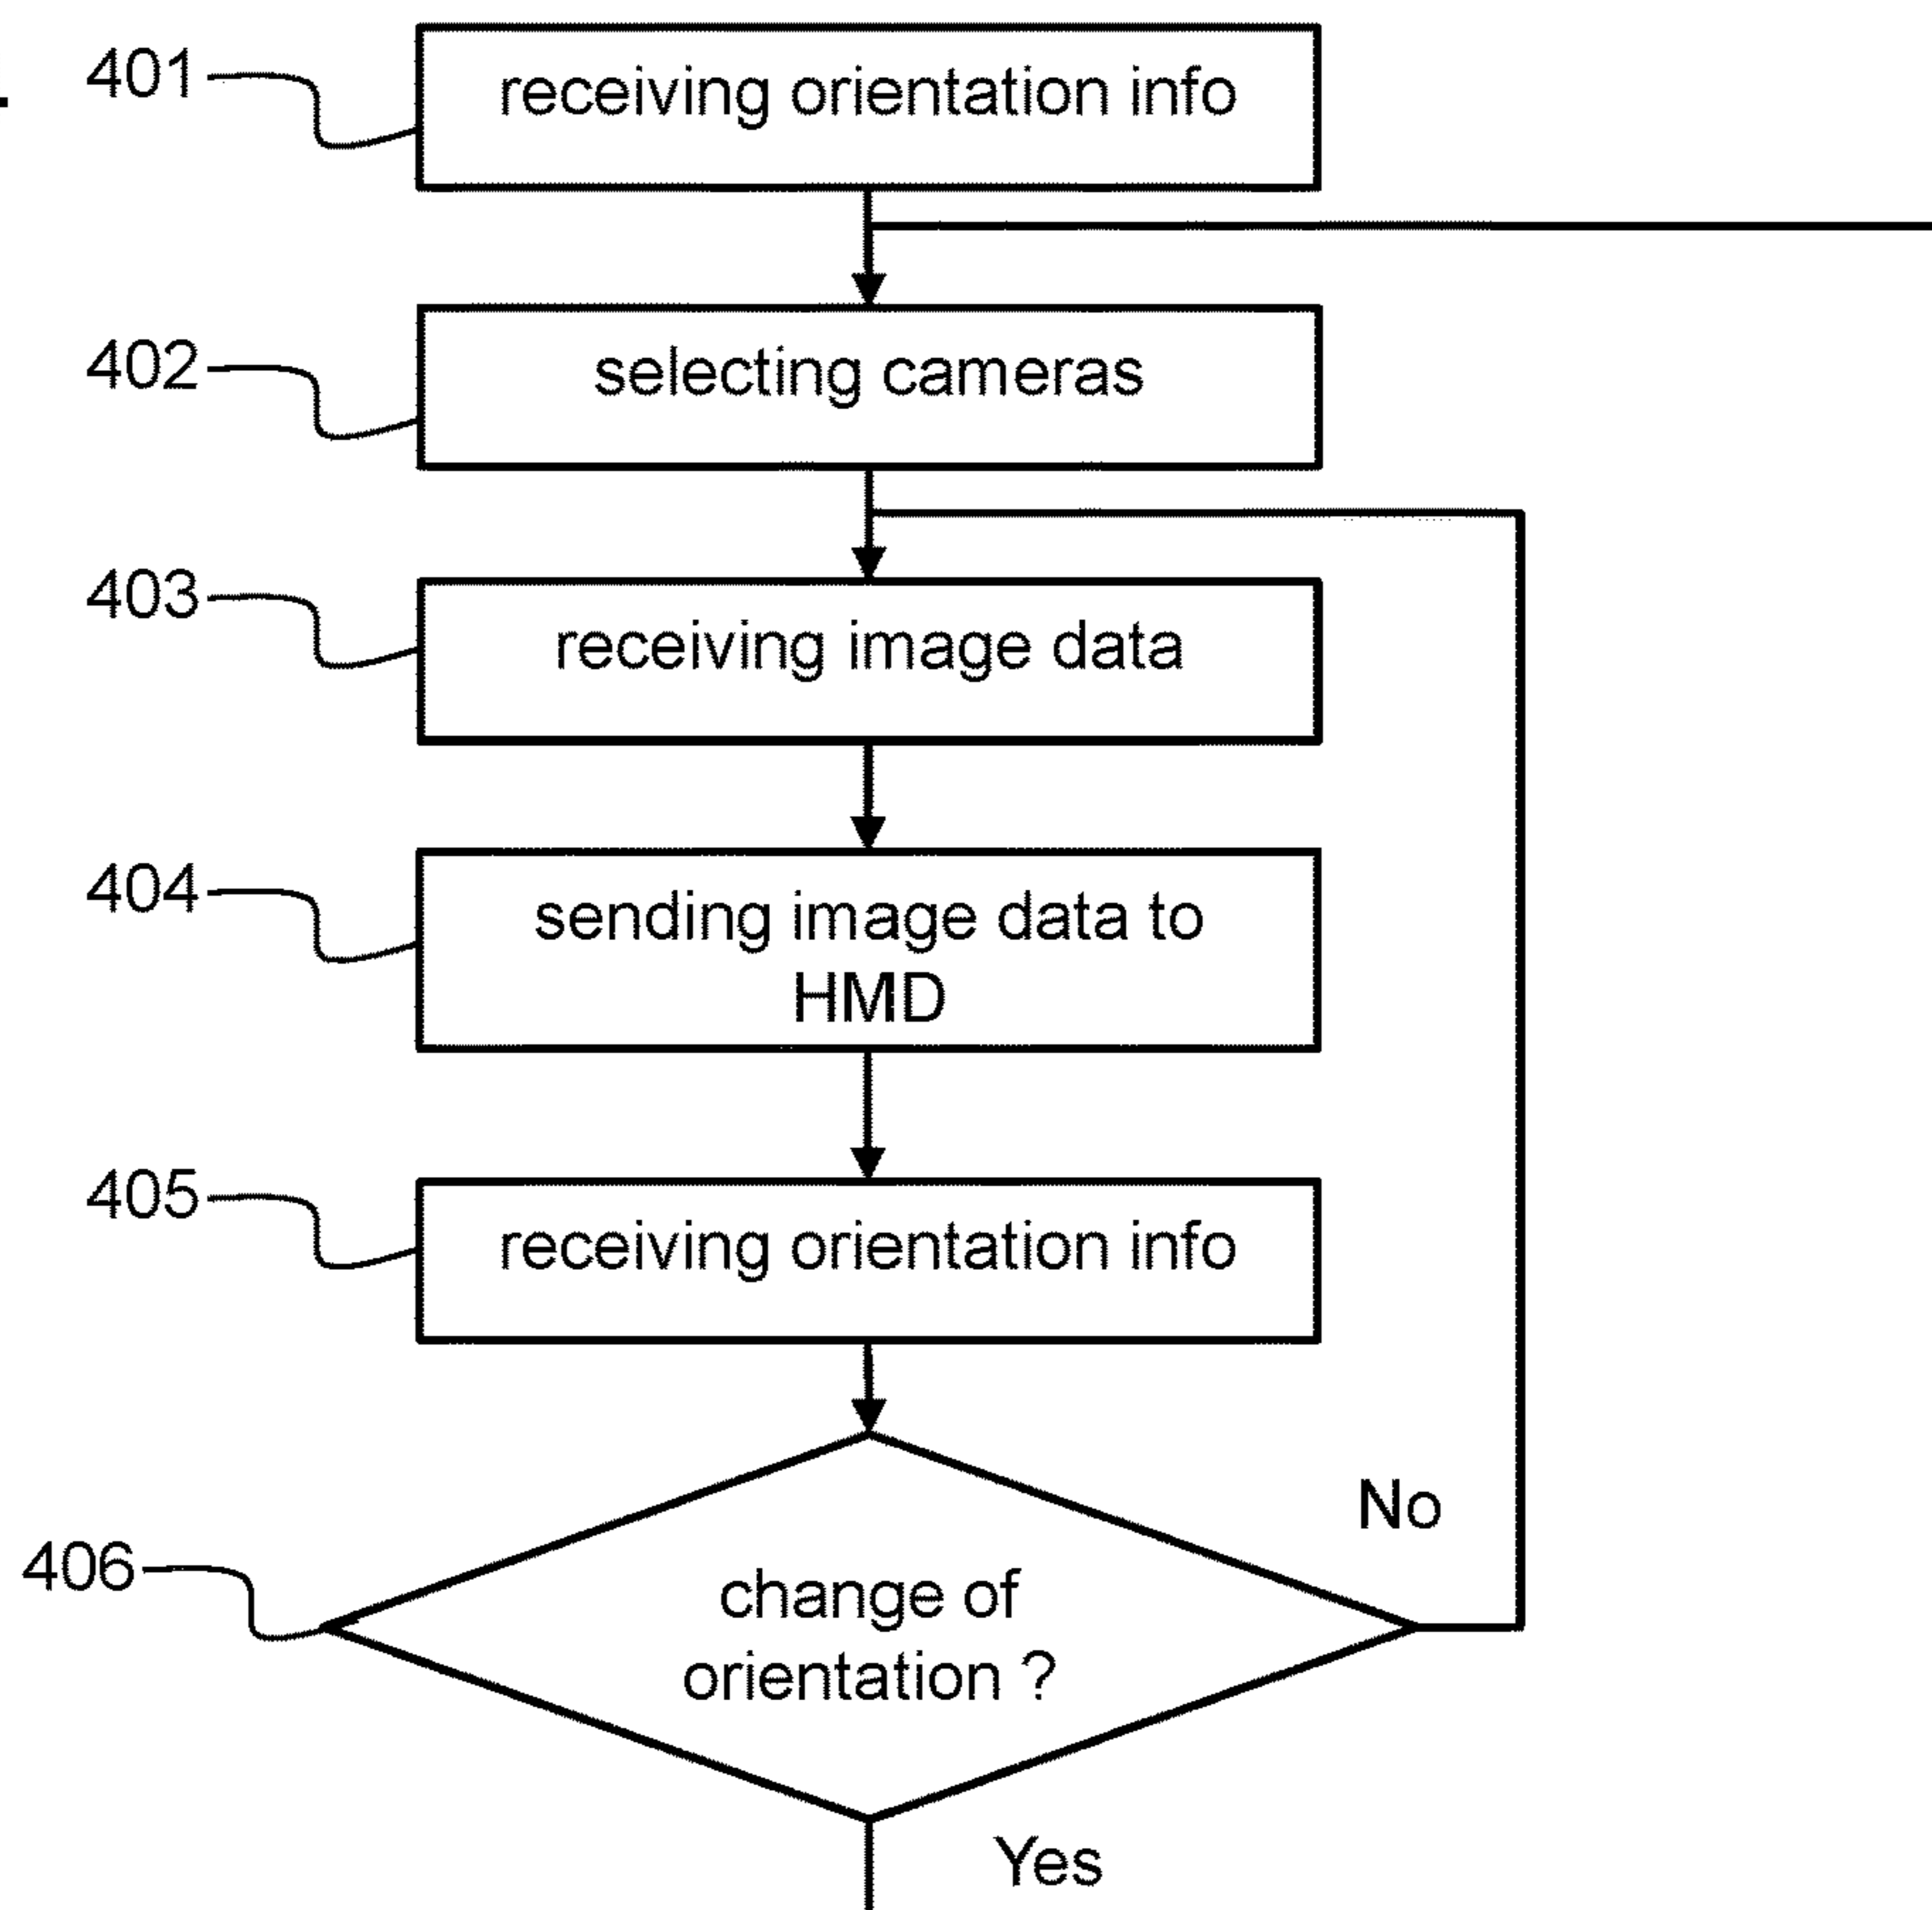 401
receiving orientation info
402
selecting cameras
403
receiving image data
404
sending image data to
HMD
405
receiving orientation info
406
change of
orientation ?
No
Yes